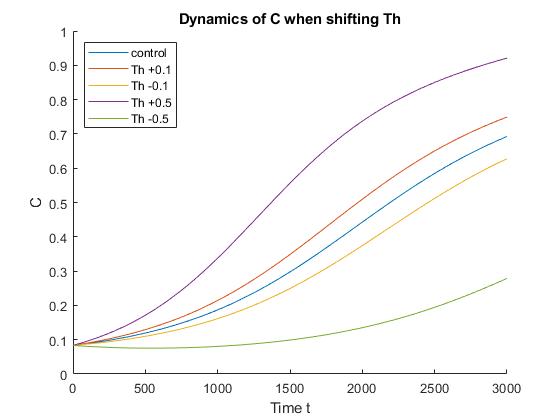 Dynamics of C when shifting Th
1
0.9
0.8
0.7
0.6
0.5
0.4
0.3
0.2
0.1
0
C
control
Th +0.1
Th -0.1
Th +0.5
Th -0.5
0 500 1000 1500 2000 2500 3000
Time t